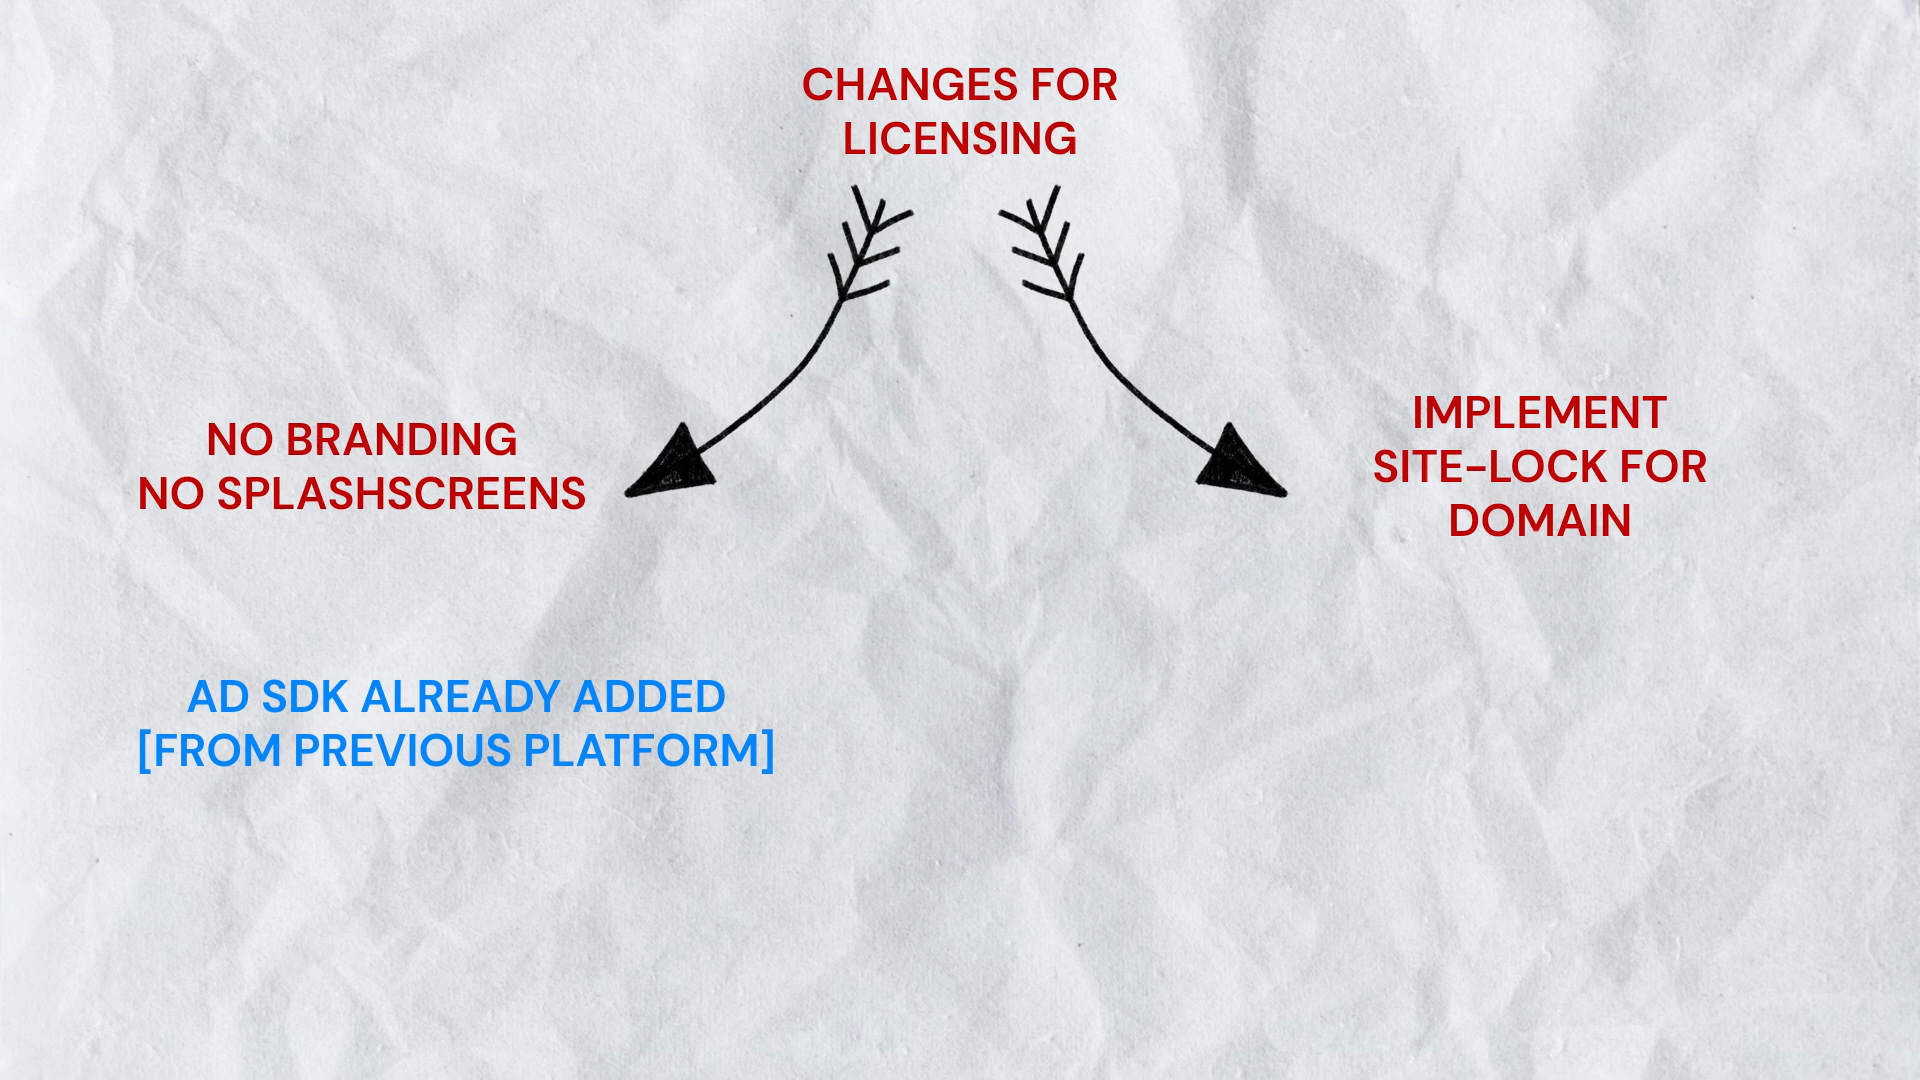 CHANGES FOR
LICENSING
NO BRANDING
NO SPLASHSCREENS
IMPLEMENT
SITE-LOCK FOR
DOMAIN
AD SDK ALREADY ADDED
[FROM PREVIOUS PLATFORM]